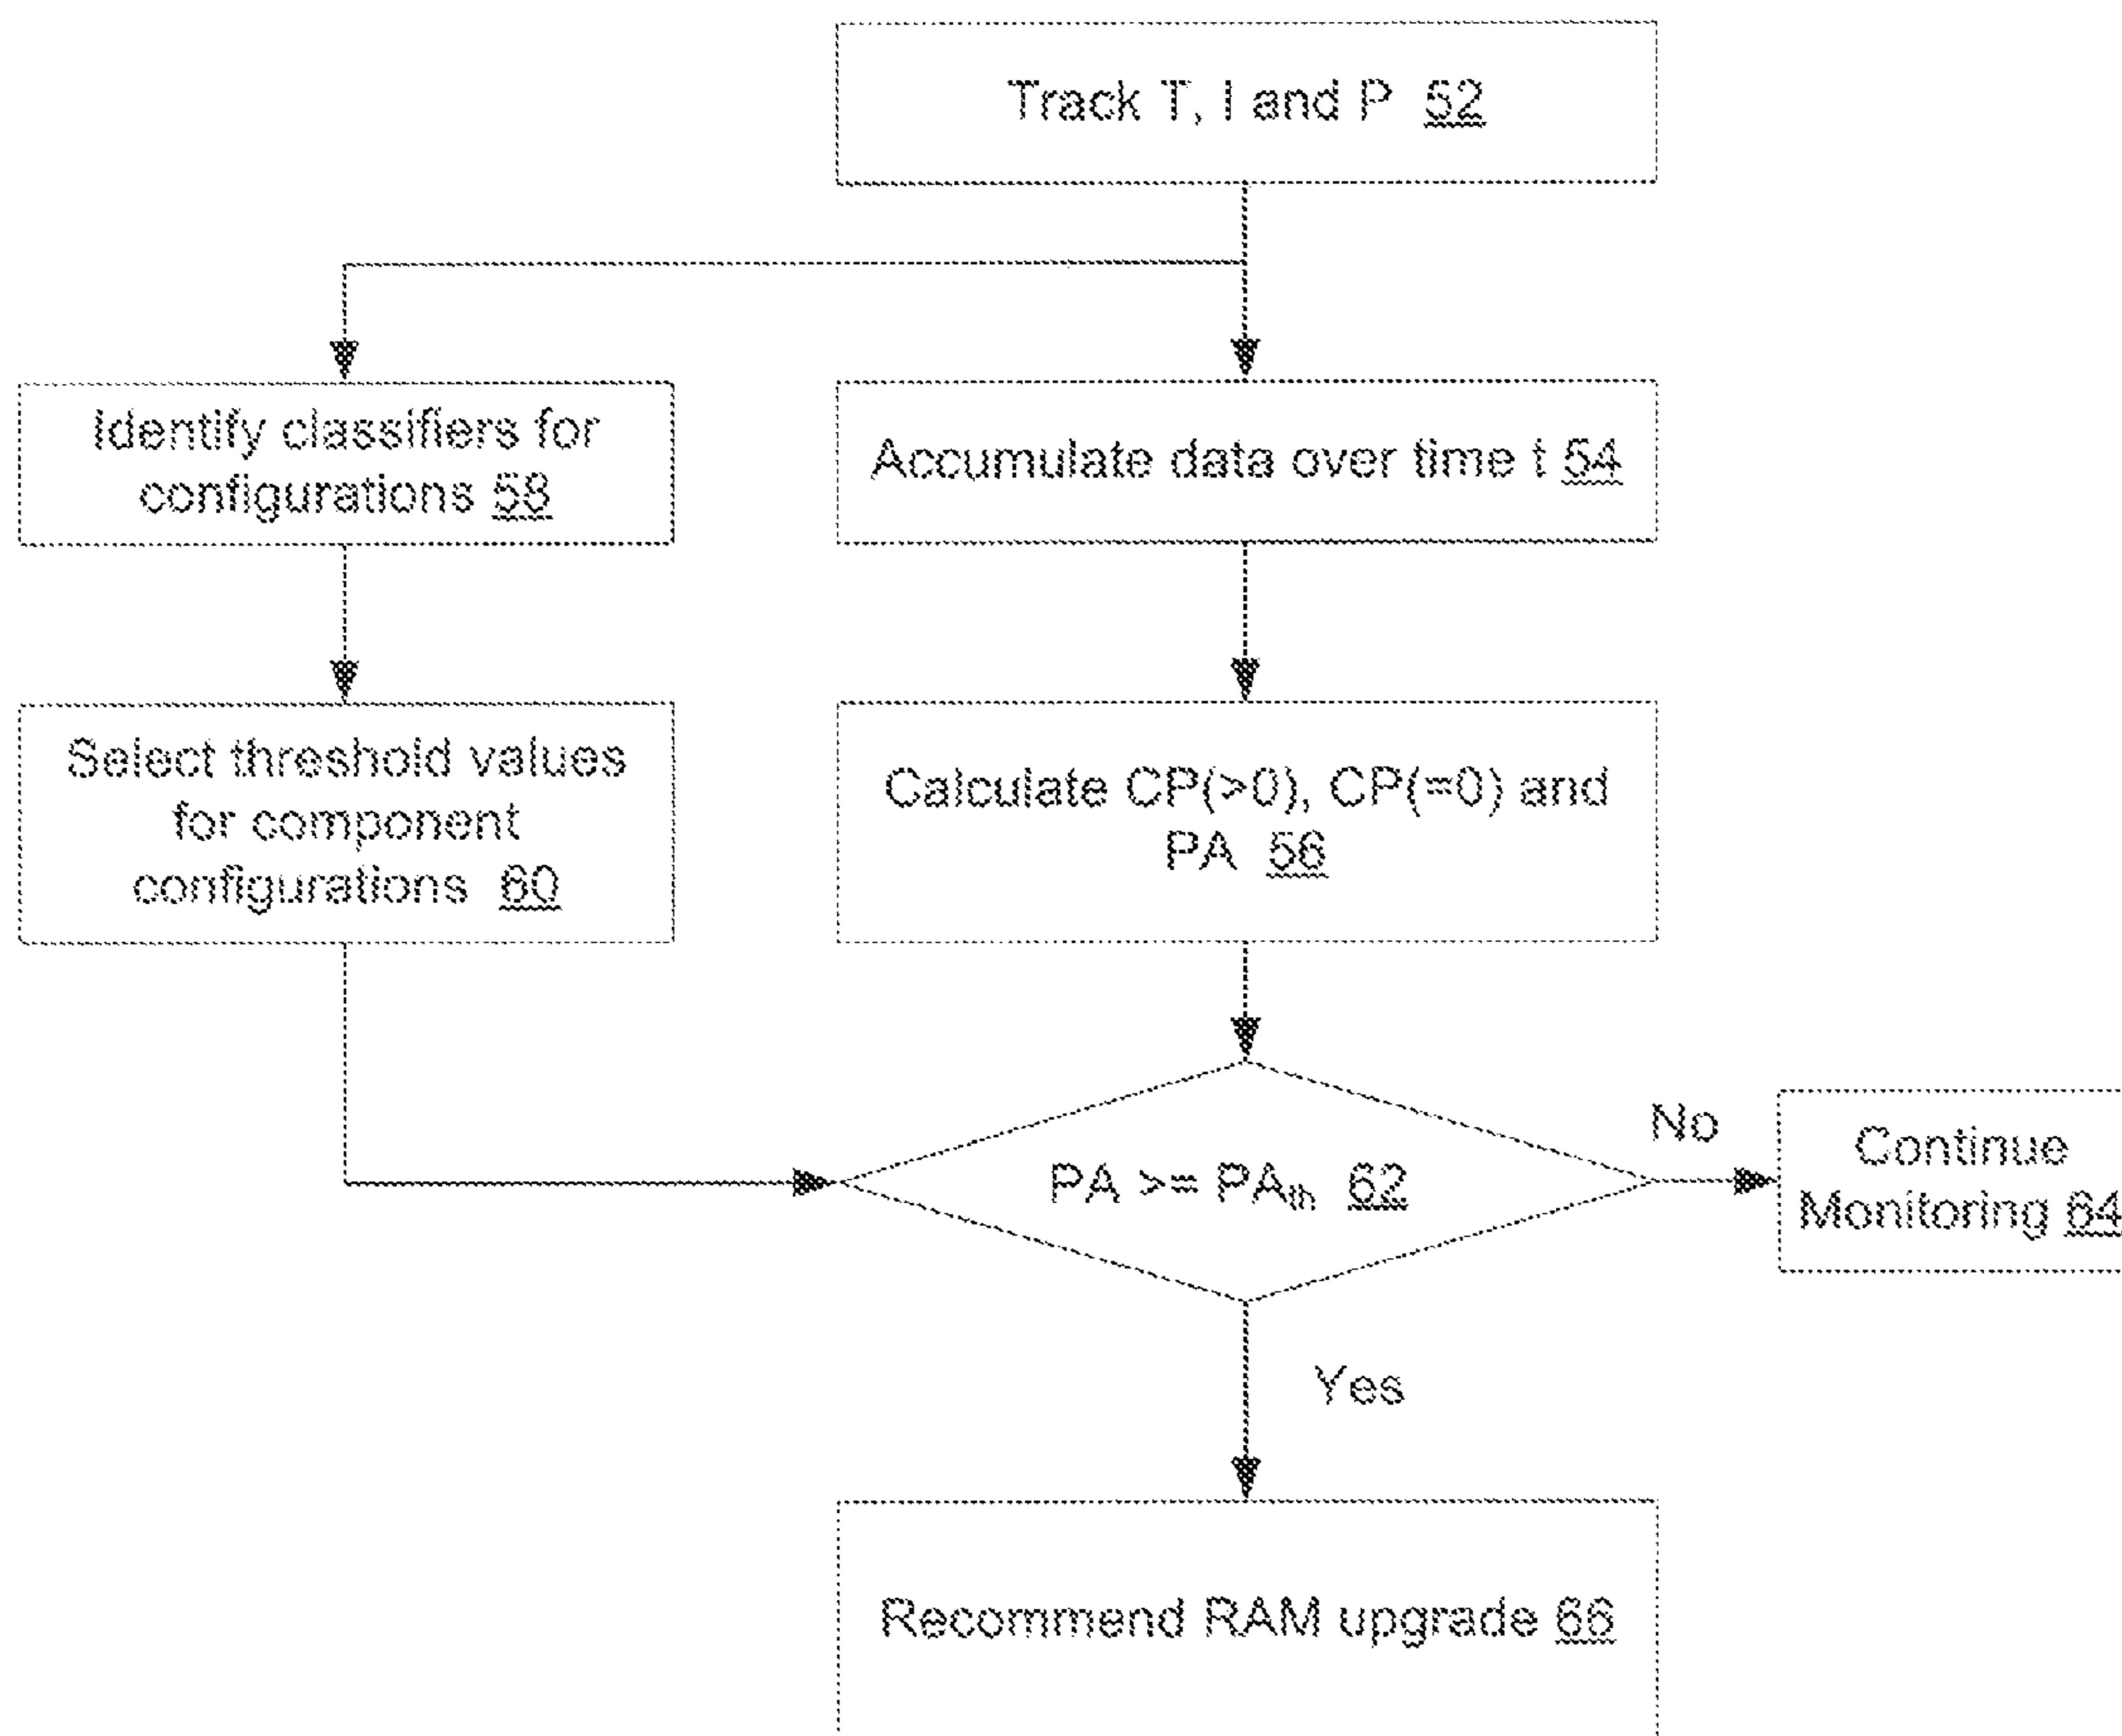 Track T, I and P 52
Identify classifiers for
configurations 58
Accumulate data over time t 54
Select threshold values
for component
configurations 60
Calculate CP(>0), CP(=0) and
PA 56
PA >= PAth 62
No
Continue
Monitoring 64
Yes
Recommend RAM upgrade 66